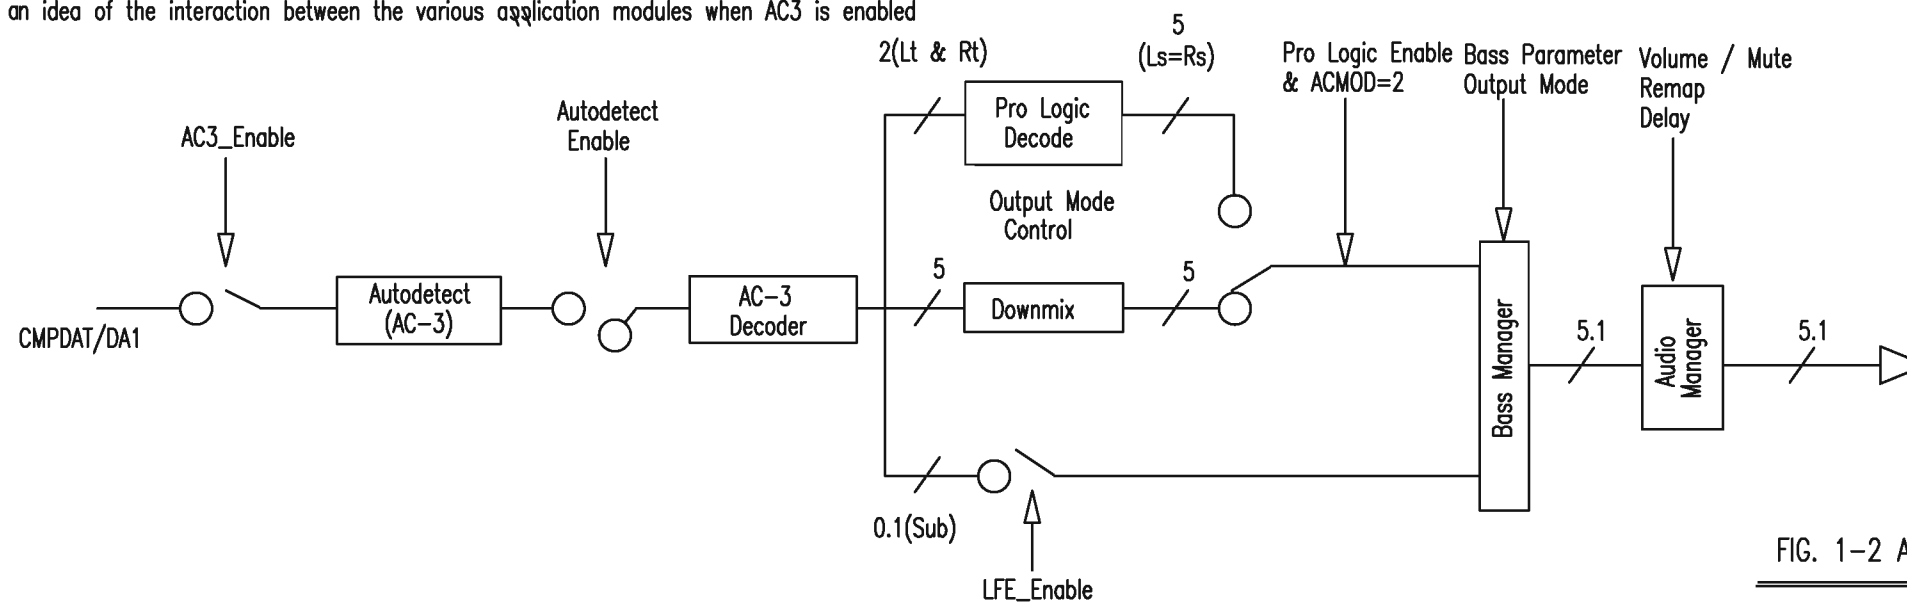 an idea of the interaction between the various application modules when AC3 is enabled
5
2(Lt & Rt)
(Ls=Rs)
Pro Logic Enable
& ACMOD=2
Bass Parameter
Output Mode
Volume / Mute
Remap
Delay
AC3_Enable
Autodetect
Enable
Pro Logic
Decode
Output Mode
Control
CMPDAT/DA1
Autodetect
(AC-3)
AC-3
Decoder
5
Downmix
5
Bass Manager
5.1
Audio
Manager
5.1
0.1(Sub)
LFE_Enable
FIG. 1-2 A